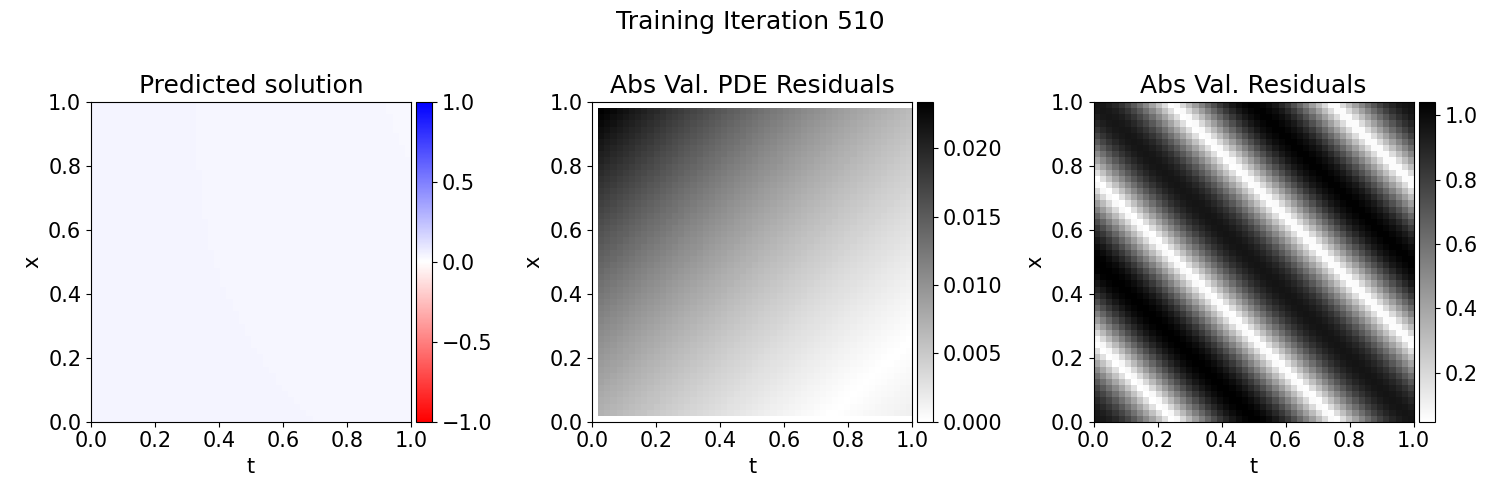 Training Iteration 510
Predicted solution
1.0
0.8
0.6
0.4
0.2
0.0
x
0.0 0.2 0.4 0.6 0.8 1.0
t
1.0
0.5
0.0
−0.5
−1.0
Abs Val. PDE Residuals
1.0
0.8
0.6
0.4
0.2
0.0
x
0.0 0.2 0.4 0.6 0.8 1.0
t
0.020
0.015
0.010
0.005
0.000
Abs Val. Residuals
1.0
0.8
0.6
0.4
0.2
0.0
x
0.0 0.2 0.4 0.6 0.8 1.0
t
1.0
0.8
0.6
0.4
0.2